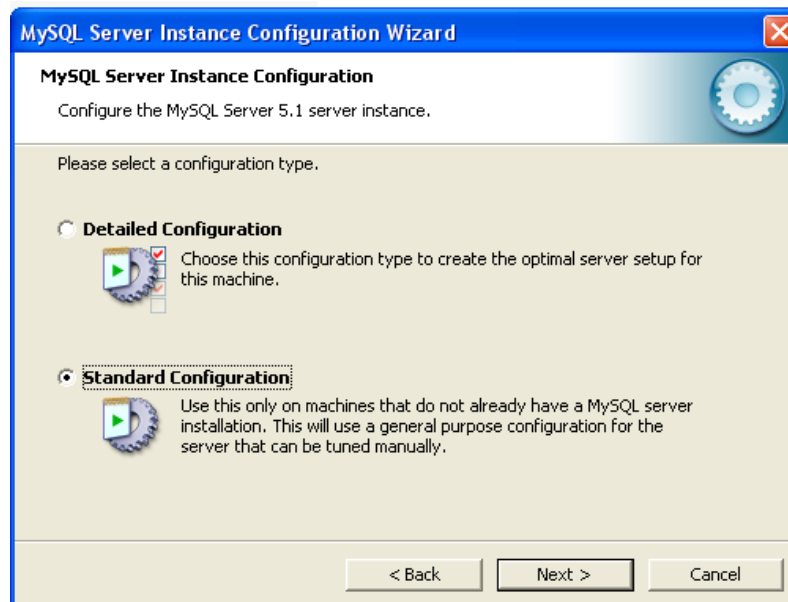 MySQL Server Instance Configuration Wizard
MySQL Server Instance Configuration
Configure the MySQL Server 5.1 server instance.
Please select a configuration type.
Detailed Configuration
Choose this configuration type to create the optimal server setup for
this machine.
Standard Configuration
Use this only on machines that do not already have a MySQL server
installation. This will use a general purpose configuration for the
server that can be tuned manually.
< Back Next > Cancel